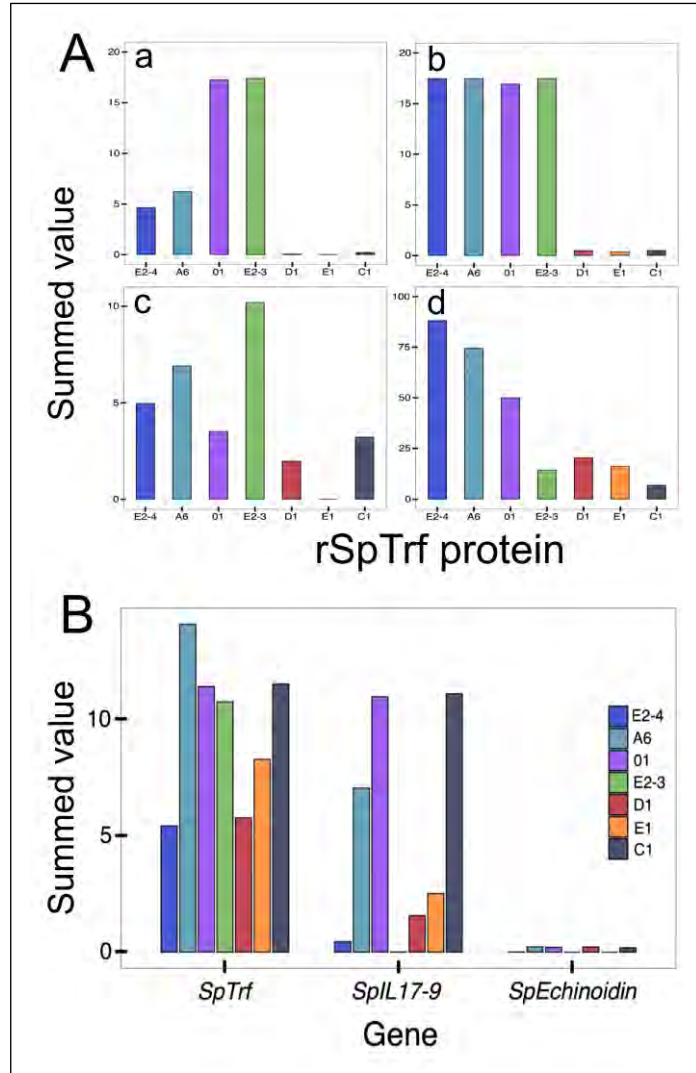 A
a
20
15
10
5
0
E2-4 A6 01 E2-3 D1 E1 C1
b
20
15
10
5
0
E2-4 A6 01 E2-3 D1 E1 C1
c
10
5
0
E2-4 A6 01 E2-3 D1 E1 C1
d
100
75
50
25
0
E2-4 A6 01 E2-3 D1 E1 C1
Summed value
rSpTrf protein
B
10
5
0
Summed value
E2-4
A6
01
E2-3
D1
E1
C1
SpTrf SpIL17-9 SpEchinoidin
Gene